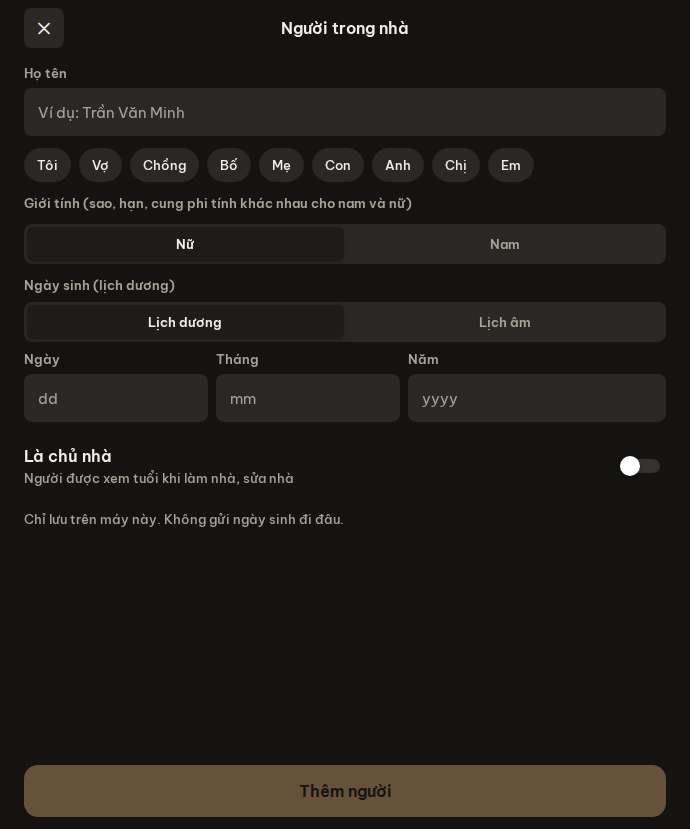 Người trong nhà
Họ tên
Ví dụ: Trần Văn Minh
Tôi Vợ Chồng Bố Mẹ Con Anh Chị Em
Giới tính (sao, hạn, cung phi tính khác nhau cho nam và nữ)
Nữ Nam
Ngày sinh (lịch dương)
Lịch dương Lịch âm
Ngày Tháng Năm
dd mm yyyy
Là chủ nhà
Người được xem tuổi khi làm nhà, sửa nhà
Chỉ lưu trên máy này. Không gửi ngày sinh đi đâu.
Thêm người